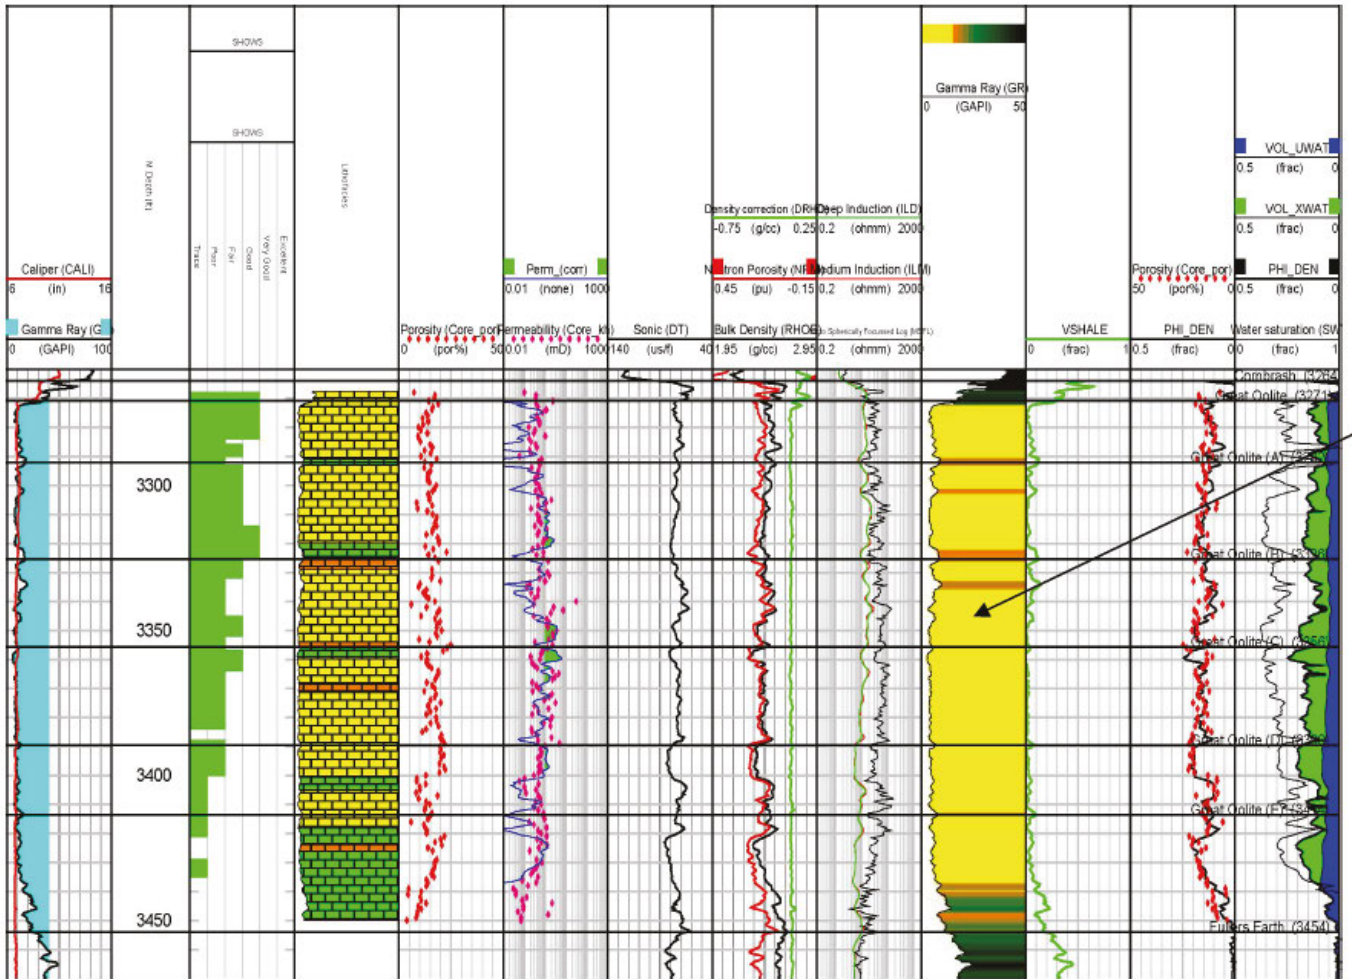 SHOWS
SHOWS
M Depth (ft)
Lithofacies
Trace
Poor
Fair
Good
Very Good
Excellent
Caliper (CALI)
6 (in) 16
Gamma Ray (G
0 (GAPI) 100
Porosity (Core_por)
0 (por%) 50
Perm_(corr)
0.01 (none) 1000
Permeability (Core_kh)
0.01 (mD) 1000
Sonic (DT)
140 (us/f) 40
Density correction (DRHO)
-0.75 (g/cc) 0.25
Neutron Porosity (NP
0.45 (pu) -0.15
Bulk Density (RHOB)
1.95 (g/cc) 2.95
Deep Induction (ILD)
0.2 (ohmm) 2000
Medium Induction (ILM)
0.2 (ohmm) 2000
Spherically Focussed Log
0.2 (ohmm) 2000
Gamma Ray (GR)
0 (GAPI) 50
VSHALE
0 (frac) 1
Porosity (Core_por)
50 (por%) 0
PHI_DEN
0.5 (frac) 0
VOL_UWAT
0.5 (frac) 0
VOL_XWAT
0.5 (frac) 0
PHI_DEN
0.5 (frac) 0
Water saturation (SW
0 (frac) 1
Cornbrash (3264
Great Oolite (3271)
Great Oolite (A)
3300
Great Oolite (B)
3350
Great Oolite (C) (3356)
Great Oolite (D)
3400
Great Oolite
3450
Fullers Earth (3454)